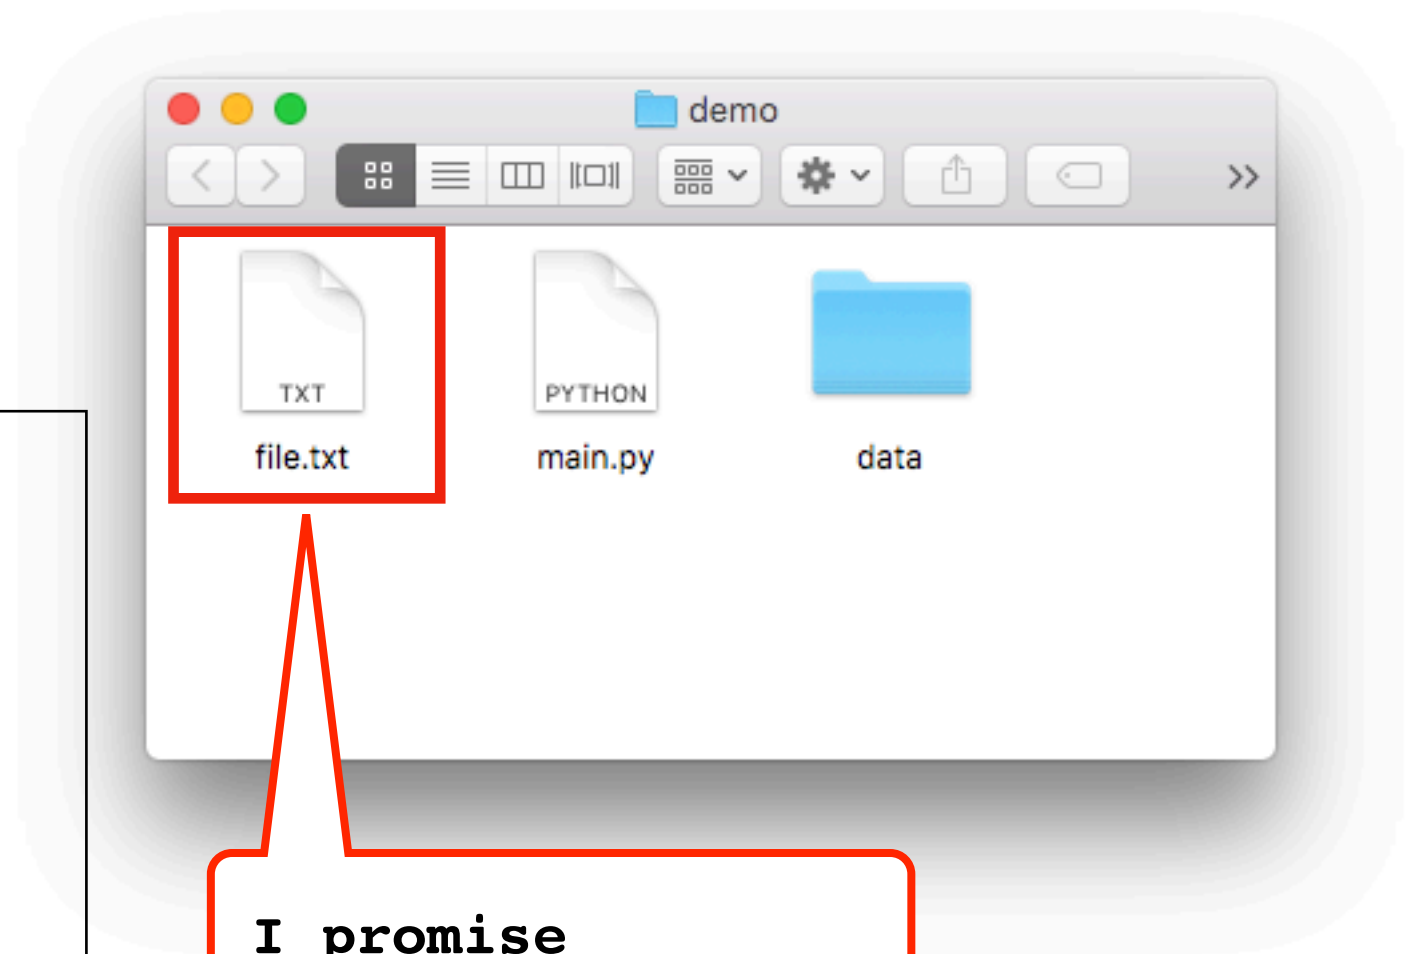 demo
TXT
PYTHON
file.txt
main.py
data
I promise